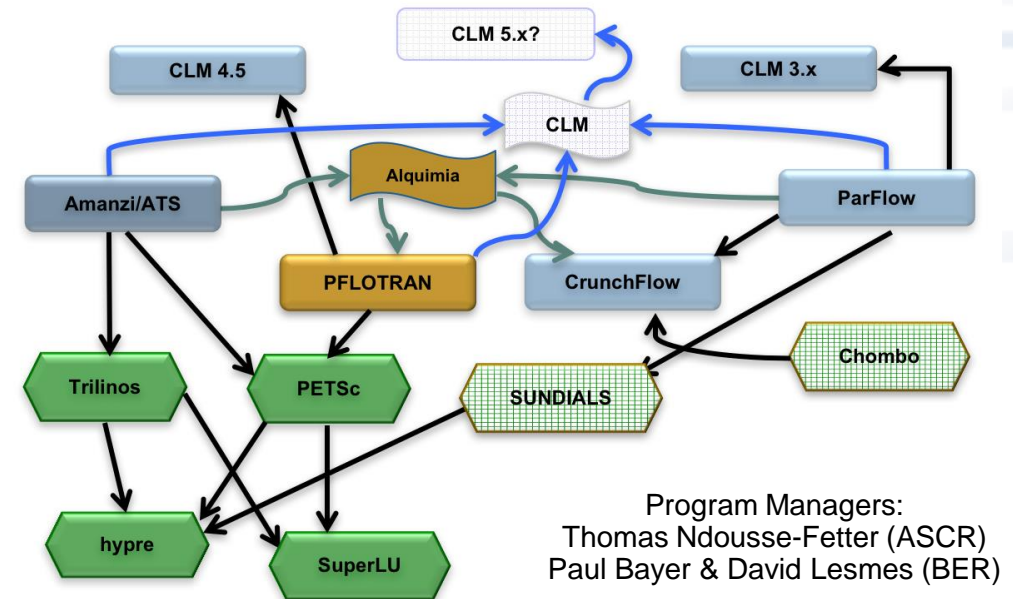 CLM 5.x?
CLM 4.5
CLM 3.x
CLM
Alquimia
Amanzi/ATS
ParFlow
PFLOTRAN
CrunchFlow
Chombo
Trilinos
PETSc
SUNDIALS
hypre
SuperLU
Program Managers:
Thomas Ndousse-Fetter (ASCR)
Paul Bayer & David Lesmes (BER)